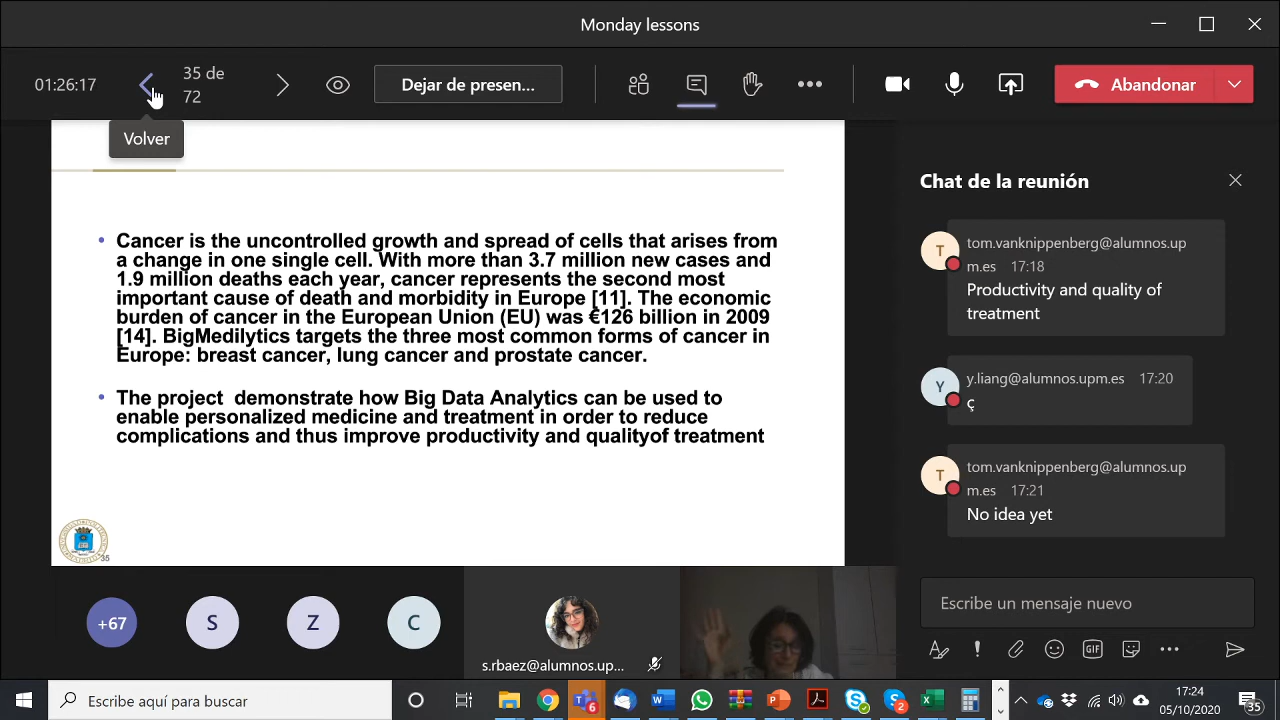 Monday lessons
01:26:17
35 de
72
Dejar de presen...
Abandonar
Volver
Cancer is the uncontrolled growth and spread of cells that arises from
a change in one single cell. With more than 3.7 million new cases and
1.9 million deaths each year, cancer represents the second most
important cause of death and morbidity in Europe [11]. The economic
burden of cancer in the European Union (EU) was €126 billion in 2009
[14]. BigMedilytics targets the three most common forms of cancer in
Europe: breast cancer, lung cancer and prostate cancer.
The project demonstrate how Big Data Analytics can be used to
enable personalized medicine and treatment in order to reduce
complications and thus improve productivity and qualityof treatment
35
Chat de la reunión
T
tom.vanknippenberg@alumnos.up
m.es 17:18
Productivity and quality of
treatment
Y
y.liang@alumnos.upm.es 17:20
ç
T
tom.vanknippenberg@alumnos.up
m.es 17:21
No idea yet
Escribe un mensaje nuevo
GIF
+67
S
Z
C
s.rbaez@alumnos.up...
Escribe aquí para buscar
6
2
17:24
05/10/2020
35